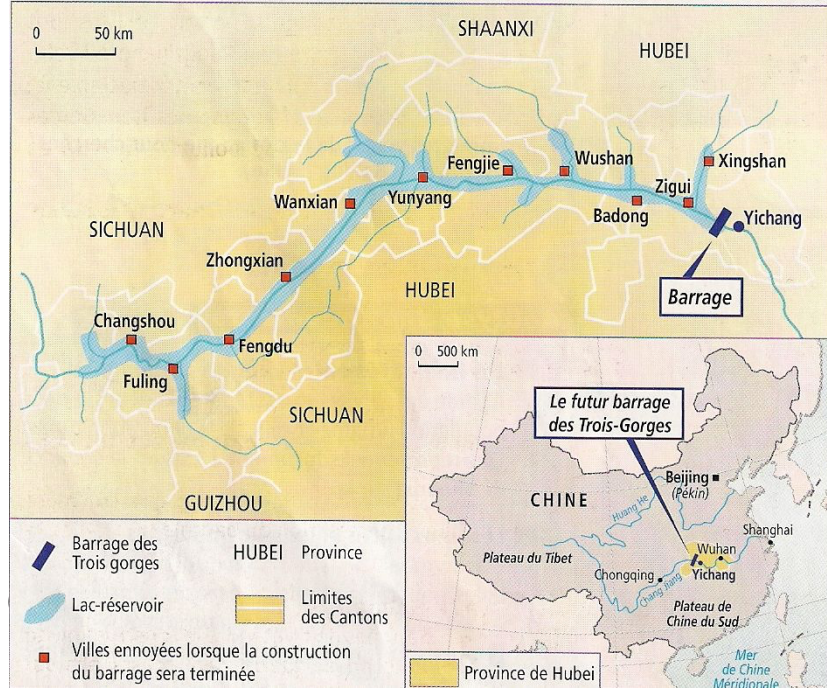 0 50 km
SHAANXI
HUBEI
Xingshan
Wushan
Fengjie
Zigui
Wanxian
Yunyang
Badong
Yichang
SICHUAN
Zhongxian
HUBEI
Barrage
Changshou
Fengdu
Fuling
SICHUAN
GUIZHOU
0 500 km
Le futur barrage
des Trois-Gorges
Beijing
(Pékin)
CHINE
Huang He
Shanghai
Plateau du Tibet
Wuhan
Chongqing
Chang Jiang
Yichang
Plateau de
Chine du Sud
Mer
de Chine
Méridionale
Province de Hubei
Barrage des
Trois gorges
HUBEI Province
Lac-réservoir
Limites
des Cantons
Villes ennoyées lorsque la construction
du barrage sera terminée